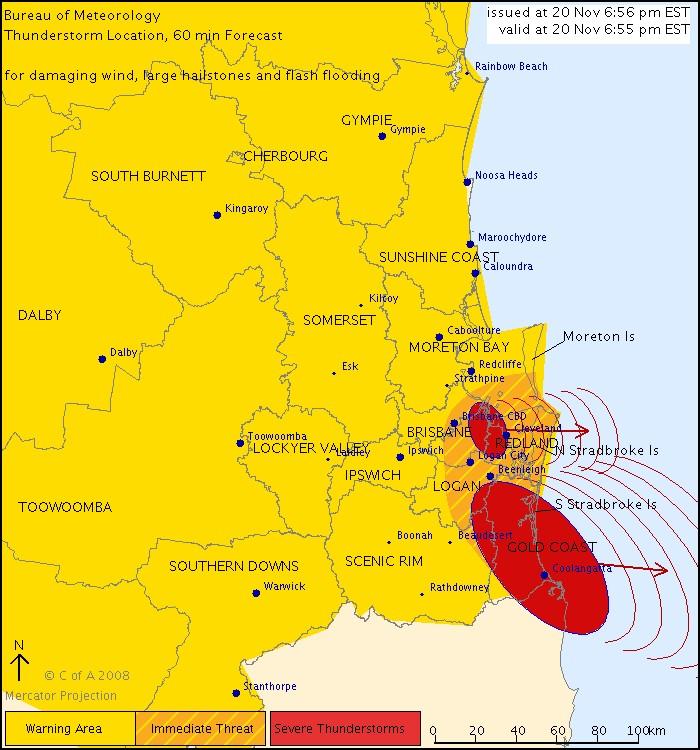 Bureau of Meteorology
Thunderstorm Location, 60 min Forecast
for damaging wind, large hailstones and flash flooding
issued at 20 Nov 6:56 pm EST
valid at 20 Nov 6:55 pm EST
Rainbow Beach
GYMPIE
Gympie
CHERBOURG
SOUTH BURNETT
Noosa Heads
Kingaroy
Maroochydore
SUNSHINE COAST
Caloundra
Kilcoy
DALBY
SOMERSET
Caboolture
Moreton Is
MORETON BAY
Dalby
Redcliffe
Esk
Strathpine
Brisbane CBD
Cleveland
BRISBANE
Toowoomba
REDLAND
LOCKYER VALLEY
Laidley
Ipswich
N Stradbroke Is
Logan City
Beenleigh
IPSWICH
LOGAN
TOOWOOMBA
S Stradbroke Is
Boonah
Beaudesert
GOLD COAST
SCENIC RIM
SOUTHERN DOWNS
Coolangatta
Warwick
Rathdowney
N
© C of A 2008
Mercator Projection
Stanthorpe
Warning Area
Immediate Threat
Severe Thunderstorms
0 20 40 60 80 100km